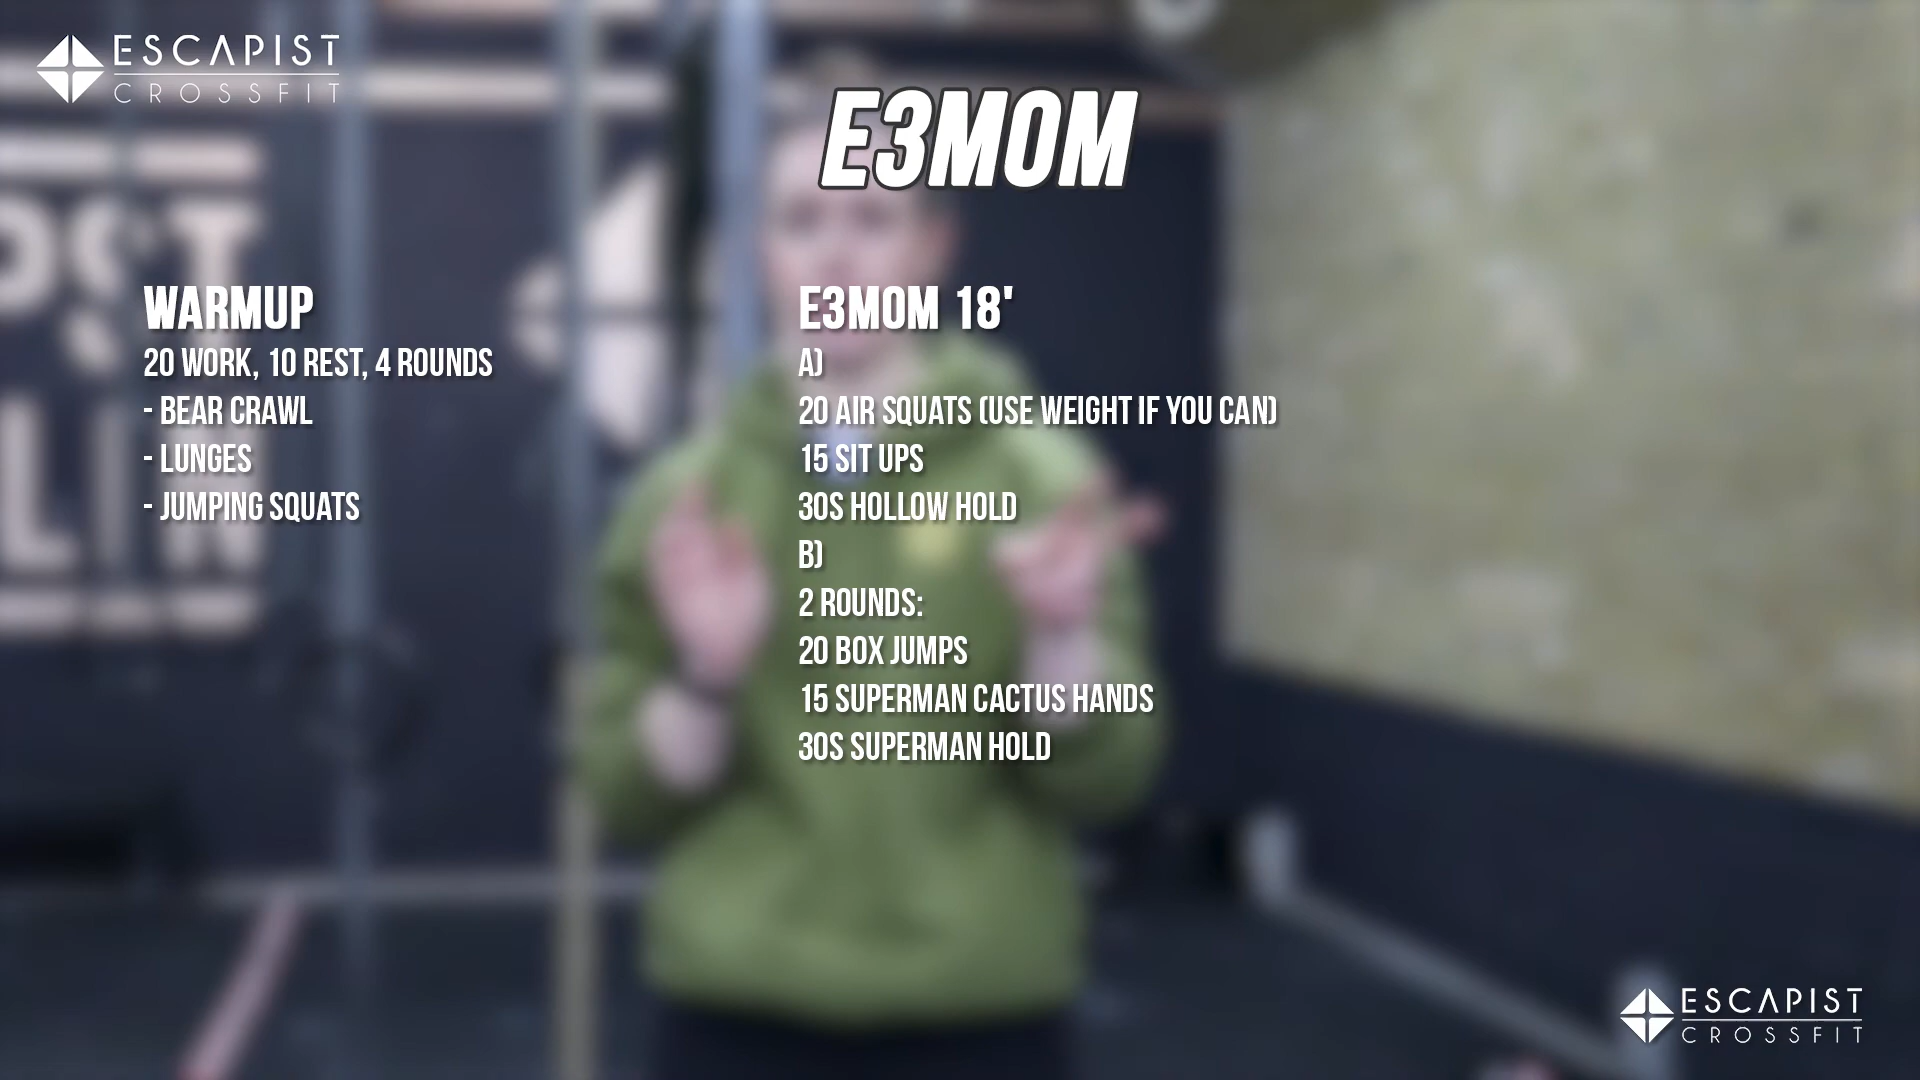 ESCAPIST
CROSSFIT
E3MOM
WARMUP
20 WORK, 10 REST, 4 ROUNDS
- BEAR CRAWL
- LUNGES
- JUMPING SQUATS
E3MOM 18'
A)
20 AIR SQUATS (USE WEIGHT IF YOU CAN)
15 SIT UPS
30S HOLLOW HOLD
B)
2 ROUNDS:
20 BOX JUMPS
15 SUPERMAN CACTUS HANDS
30S SUPERMAN HOLD
ESCAPIST
CROSSFIT